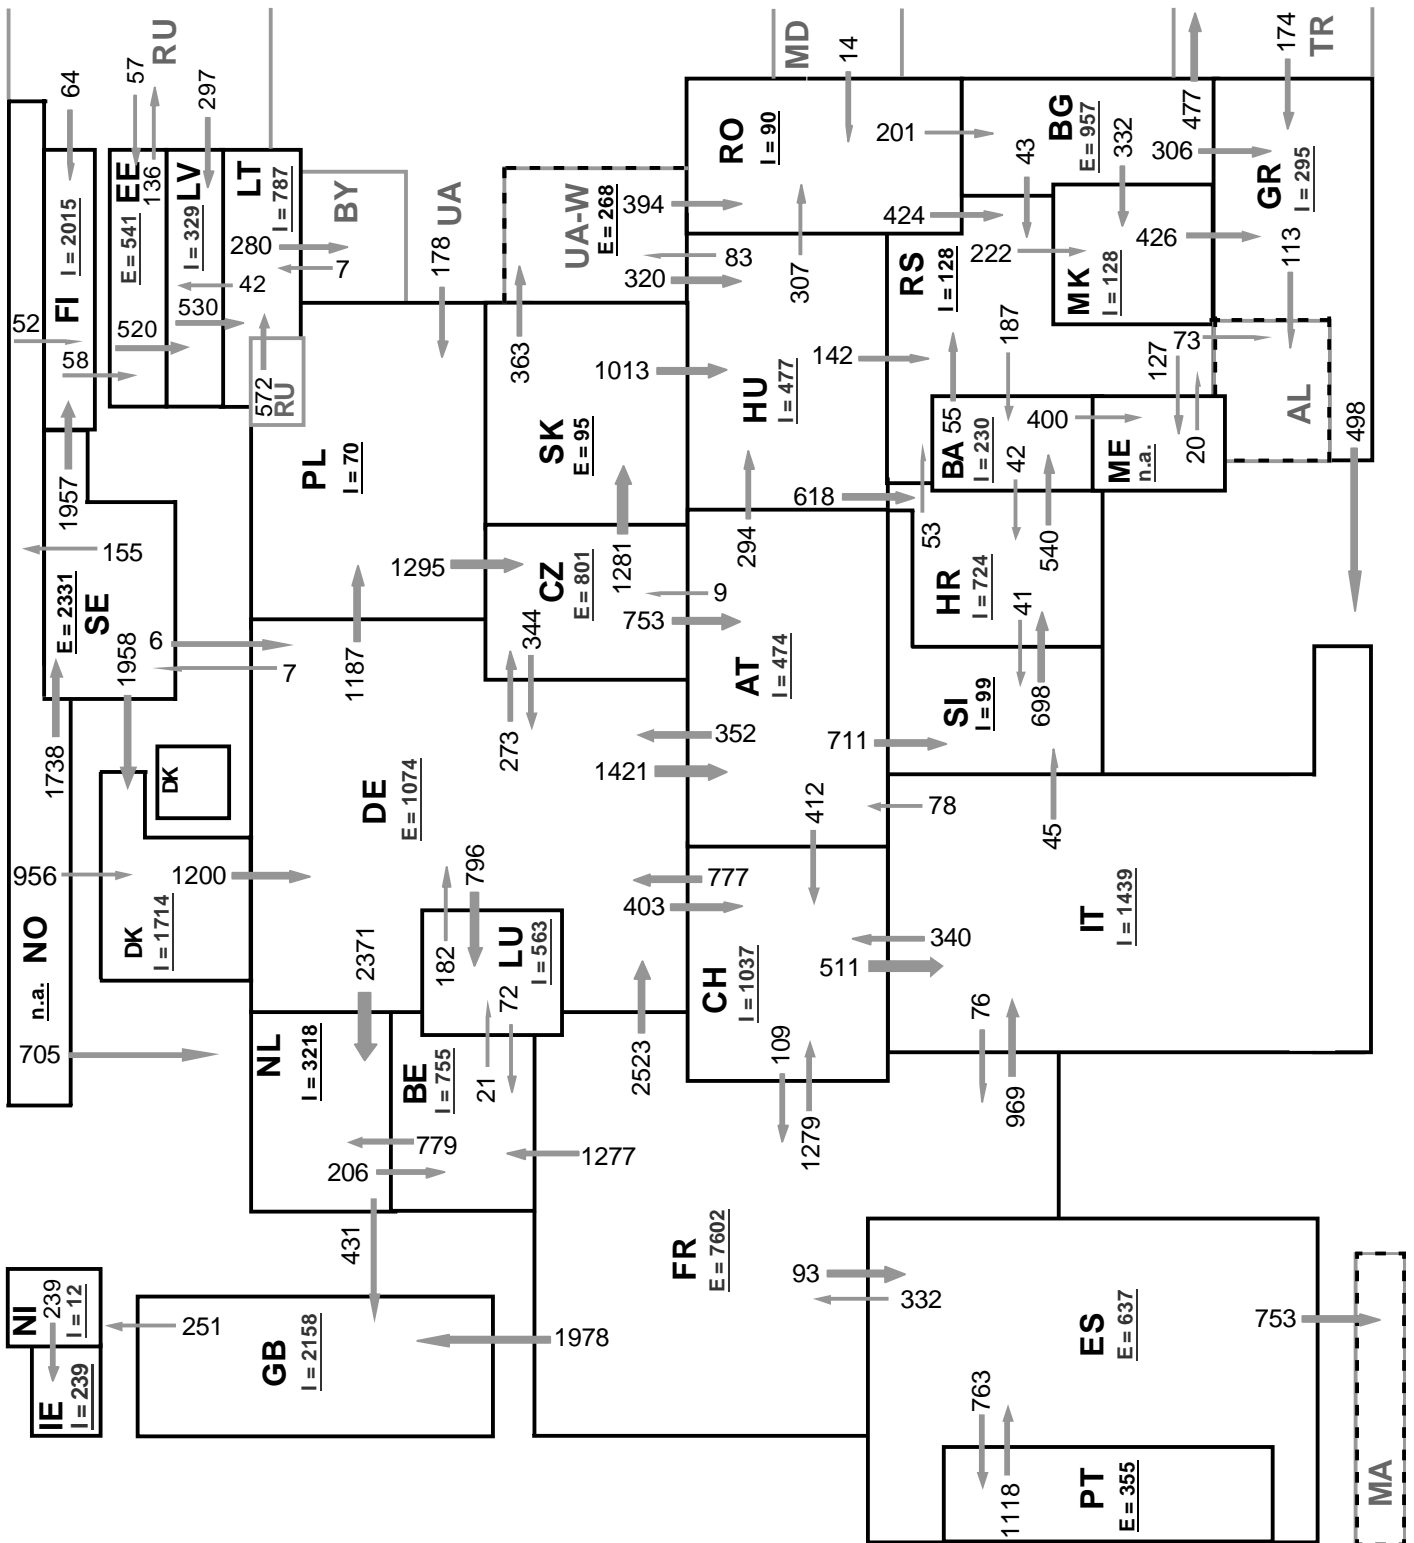 MD
TR
RU
14
174
57
64
297
477
136
EE
E = 541
LV
I = 329
LT
I = 787
FI
I = 2015
RO
I = 90
201
BG
E = 957
43
332
306
GR
I = 295
BY
UA
178
UA-W
E = 268
394
424
426
280
7
42
530
83
320
307
RS
I = 128
222
MK
I = 128
113
52
58
520
572
RU
363
1013
142
187
127
73
AL
PL
I = 70
SK
E = 95
HU
I = 477
BA
I = 230
55
400
42
ME
n.a.
20
498
1957
155
SE
E = 2331
1958
6
7
1738
1295
1281
294
618
53
540
CZ
E = 801
344
753
9
HR
I = 724
41
1187
273
AT
I = 474
SI
I = 99
698
352
711
1421
DK
DE
E = 1074
412
78
45
956
NO
n.a.
1200
DK
I = 1714
796
777
403
340
511
IT
I = 1439
2371
182
LU
I = 563
72
CH
I = 1037
76
705
NL
I = 3218
BE
I = 755
21
2523
109
1279
969
779
206
1277
431
FR
E = 7602
93
332
NI
I = 12
239
251
IE
I = 239
GB
I = 2158
1978
ES
E = 637
753
763
1118
PT
E = 355
MA